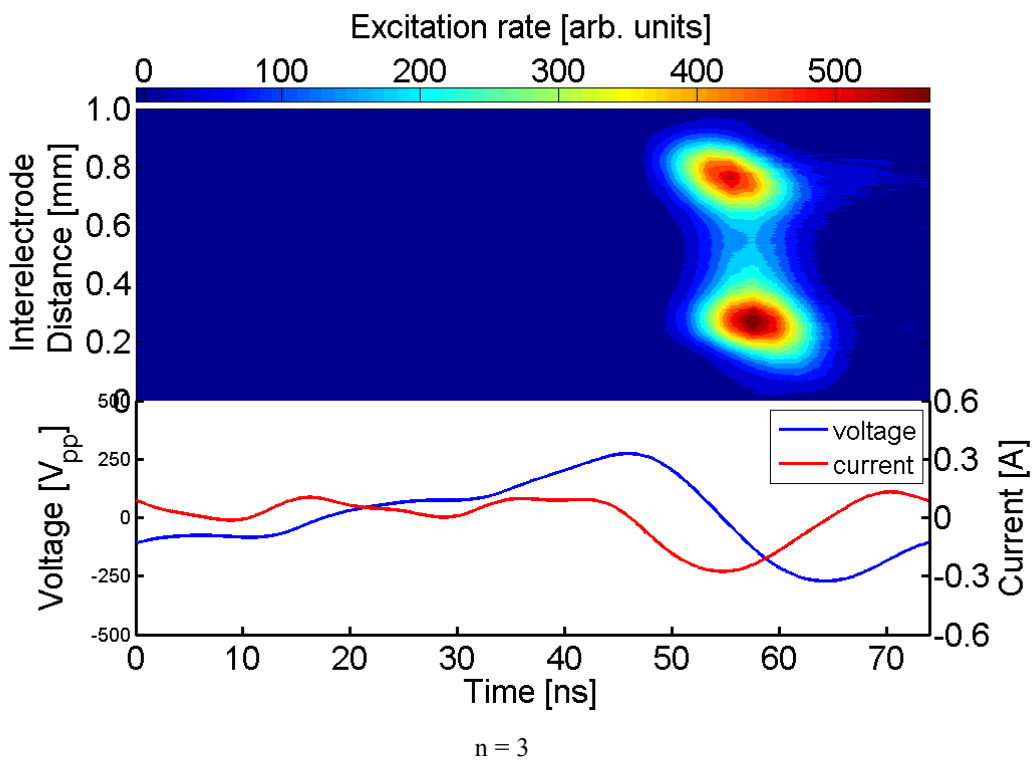 Excitation rate [arb. units]
0 100 200 300 400 500
Interelectrode
Distance [mm]
1.0
0.8
0.6
0.4
0.2
0
Voltage [Vpp]
500
250
0
-250
-500
voltage
current
0.6
0.3
0
-0.3
-0.6
Current [A]
0 10 20 30 40 50 60 70
Time [ns]
n = 3